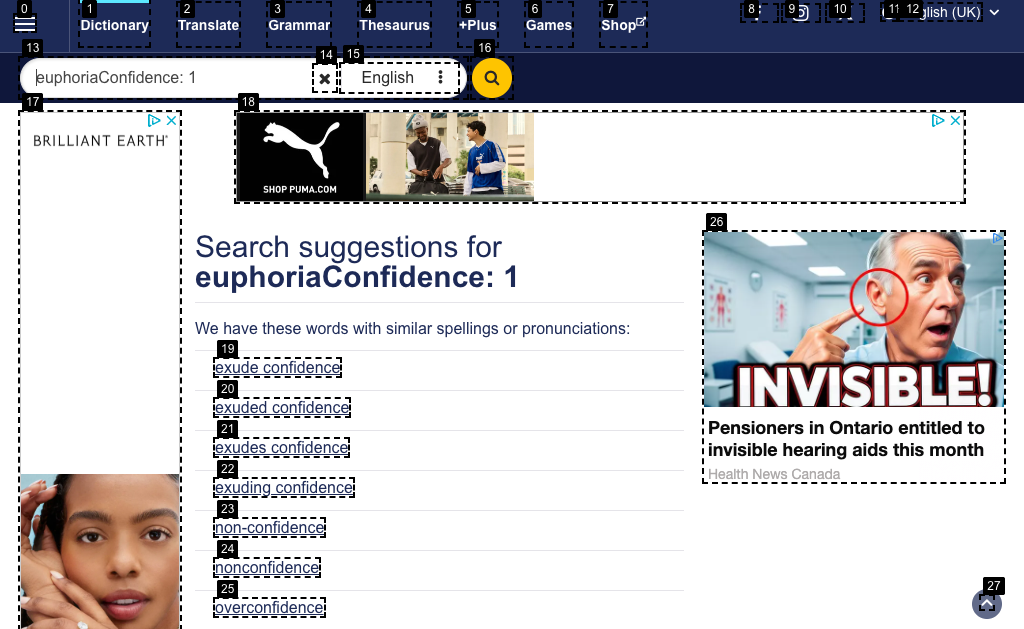 0 1 2 3 4 5 6 7 8 9 10 11 12
Dictionary Translate Grammar Thesaurus +Plus Games Shop glish (UK)
13 14 15 16
euphoriaConfidence: 1 English
17 18
BRILLIANT EARTH
SHOP PUMA.COM
26
Search suggestions for
euphoriaConfidence: 1
We have these words with similar spellings or pronunciations:
19
exude confidence
20
exuded confidence
21
exudes confidence
22
exuding confidence
23
non-confidence
24
nonconfidence
25
overconfidence
INVISIBLE!
Pensioners in Ontario entitled to
invisible hearing aids this month
Health News Canada
27